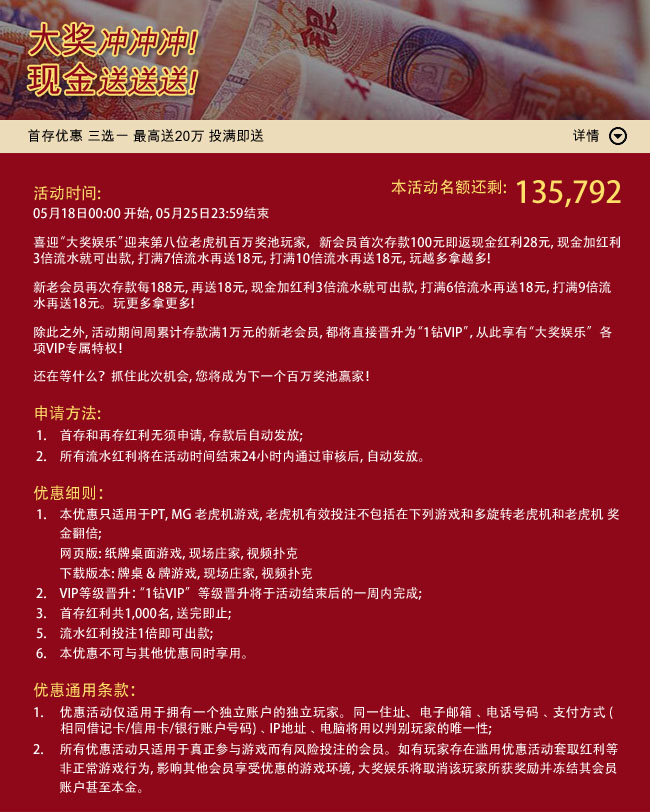 大奖冲冲冲!
现金送送送!
首存优惠 三选一 最高送20万 投满即送
详情
本活动名额还剩: 135,792
活动时间:
05月18日00:00 开始, 05月25日23:59结束
喜迎“大奖娱乐”迎来第八位老虎机百万奖池玩家, 新会员首次存款100元即返现金红利28元, 现金加红利
3倍流水就可出款, 打满7倍流水再送18元, 打满10倍流水再送18元, 玩越多拿越多!
新老会员再次存款每188元, 再送18元, 现金加红利3倍流水就可出款, 打满6倍流水再送18元, 打满9倍流
水再送18元。玩更多拿更多!
除此之外, 活动期间周累计存款满1万元的新老会员, 都将直接晋升为“1钻VIP”, 从此享有“大奖娱乐” 各
项VIP专属特权!
还在等什么? 抓住此次机会, 您将成为下一个百万奖池赢家!
申请方法:
1. 首存和再存红利无须申请, 存款后自动发放;
2. 所有流水红利将在活动时间结束24小时内通过审核后, 自动发放。
优惠细则:
1. 本优惠只适用于PT, MG 老虎机游戏, 老虎机有效投注不包括在下列游戏和多旋转老虎机和老虎机 奖
金翻倍;
网页版: 纸牌桌面游戏, 现场庄家, 视频扑克
下载版本: 牌桌 & 牌游戏, 现场庄家, 视频扑克
2. VIP等级晋升: “1钻VIP” 等级晋升将于活动结束后的一周内完成;
3. 首存红利共1,000名, 送完即止;
5. 流水红利投注1倍即可出款;
6. 本优惠不可与其他优惠同时享用。
优惠通用条款:
1. 优惠活动仅适用于拥有一个独立账户的独立玩家。同一住址、电子邮箱﹑电话号码﹑支付方式 (
相同借记卡/信用卡/银行账户号码)﹑IP地址﹑电脑将用以判别玩家的唯一性;
2. 所有优惠活动只适用于真正参与游戏而有风险投注的会员。如有玩家存在滥用优惠活动套取红利等
非正常游戏行为, 影响其他会员享受优惠的游戏环境, 大奖娱乐将取消该玩家所获奖励并冻结其会员
账户甚至本金。